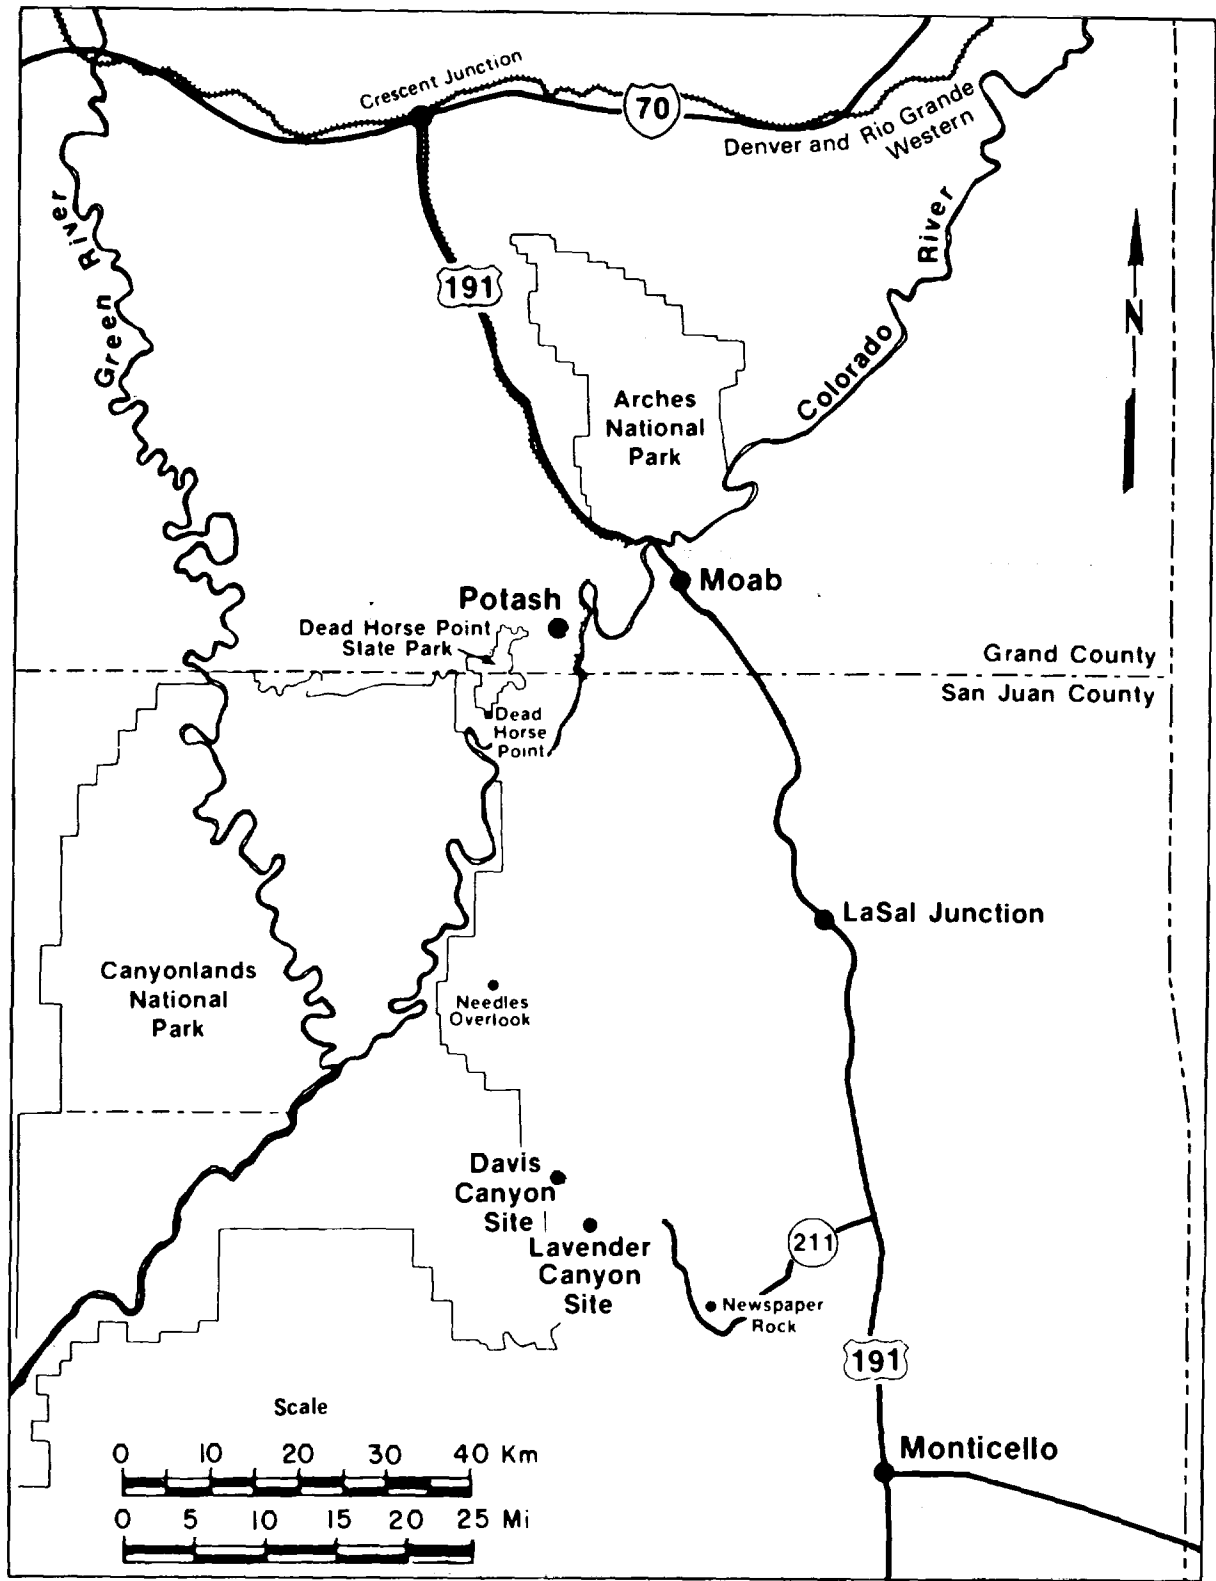 Crescent Junction
70
Denver and Rio Grande
Western
Green River
Colorado River
191
N
Arches
National
Park
Moab
Potash
Dead Horse Point
State Park
Grand County
San Juan County
Dead
Horse
Point
LaSal Junction
Canyonlands
National
Park
Needles
Overlook
Davis
Canyon
Site
Lavender
Canyon
Site
211
Newspaper
Rock
191
Scale
0 10 20 30 40 Km
0 5 10 15 20 25 Mi
Monticello